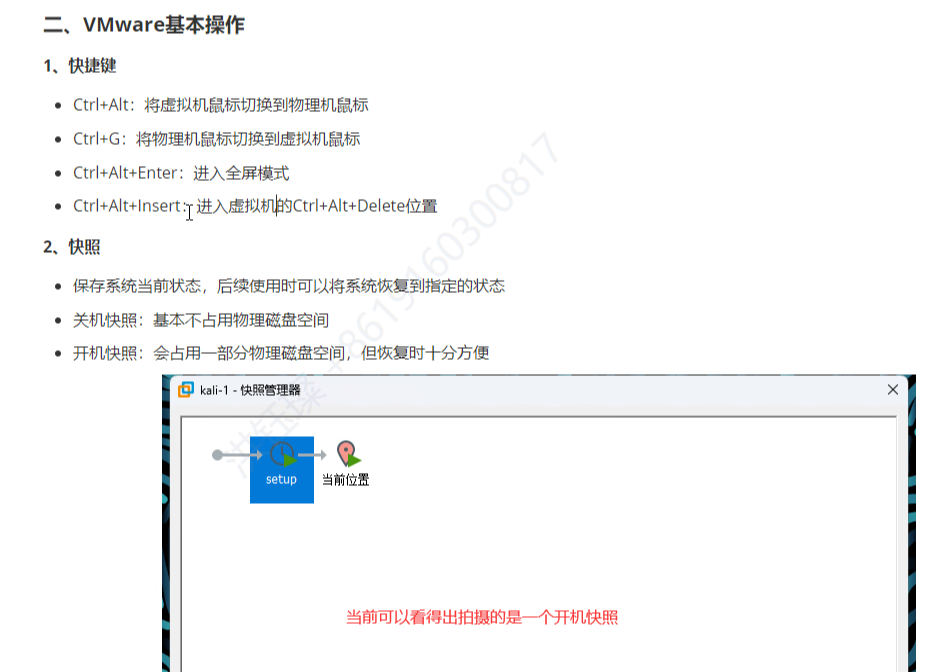 二、VMware基本操作
1、快捷键
Ctrl+Alt：将虚拟机鼠标切换到物理机鼠标
Ctrl+G：将物理机鼠标切换到虚拟机鼠标
Ctrl+Alt+Enter：进入全屏模式
Ctrl+Alt+Insert：进入虚拟机的Ctrl+Alt+Delete位置
2、快照
保存系统当前状态，后续使用时可以将系统恢复到指定的状态
关机快照：基本不占用物理磁盘空间
开机快照：会占用一部分物理磁盘空间，但恢复时十分方便
kali-1 - 快照管理器
setup
当前位置
当前可以看得出拍摄的是一个开机快照